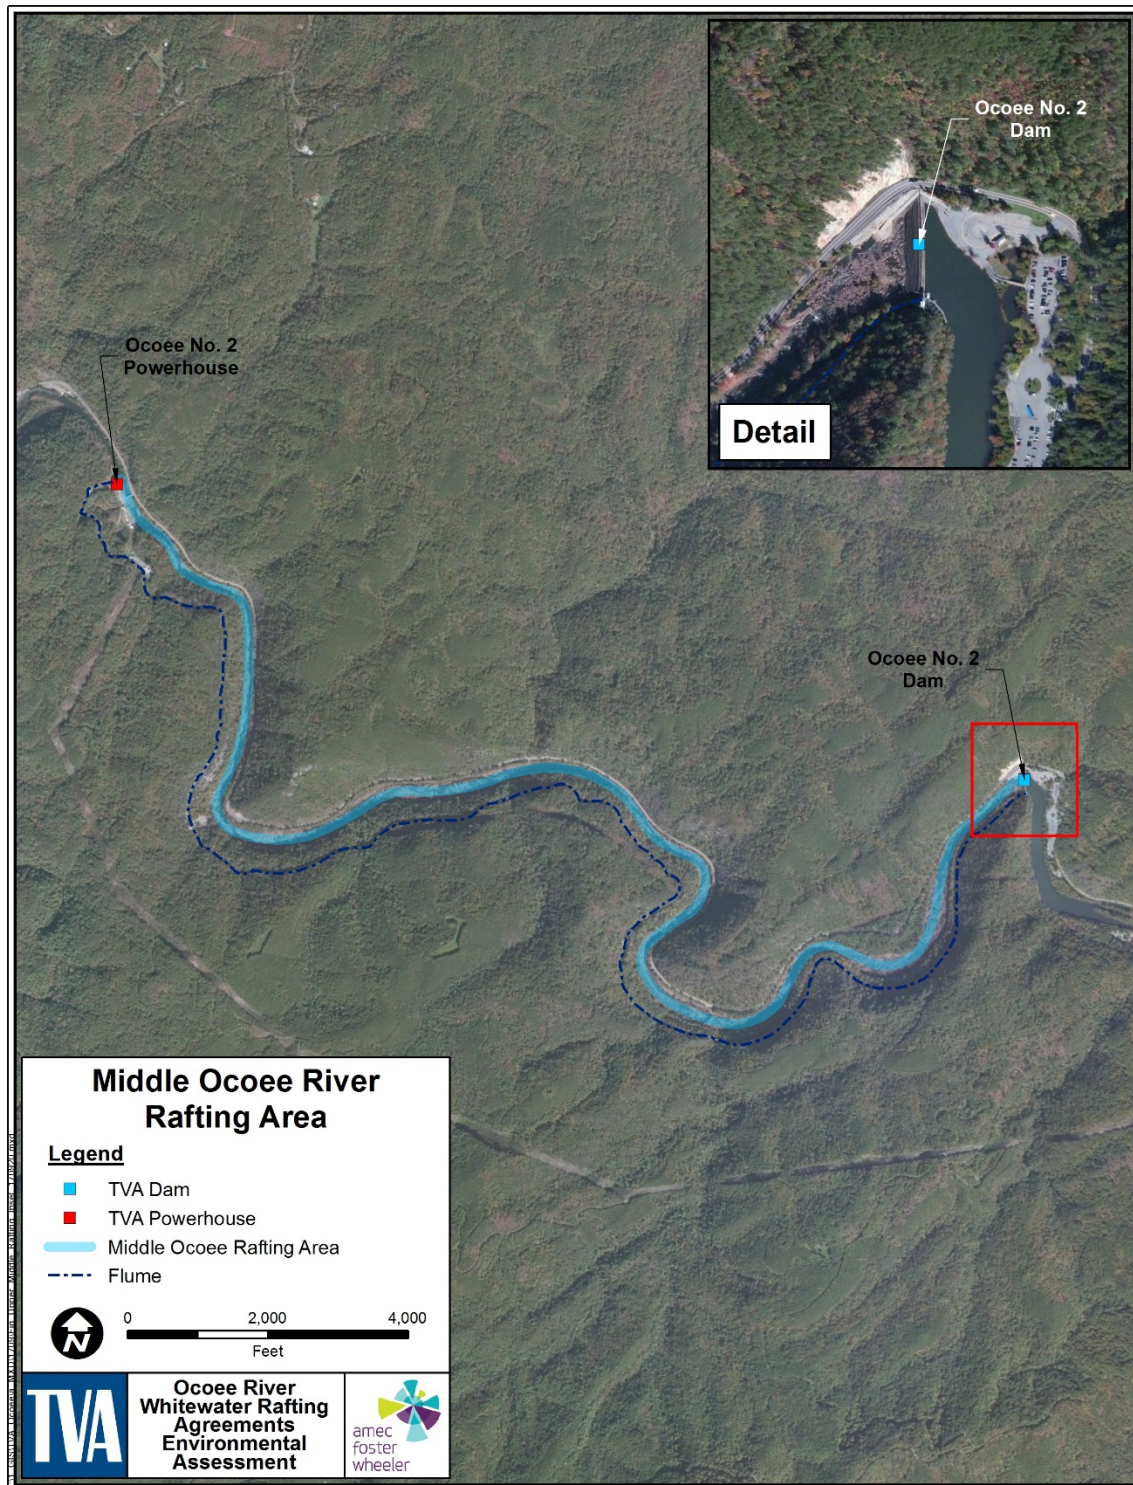 Ocoee No. 2
Dam
Detail
Ocoee No. 2
Powerhouse
Ocoee No. 2
Dam
Middle Ocoee River
Rafting Area
Legend
TVA Dam
TVA Powerhouse
Middle Ocoee Rafting Area
Flume
N
0 2,000 4,000
Feet
TVA
Ocoee River
Whitewater Rafting
Agreements
Environmental
Assessment
amec
foster
wheeler